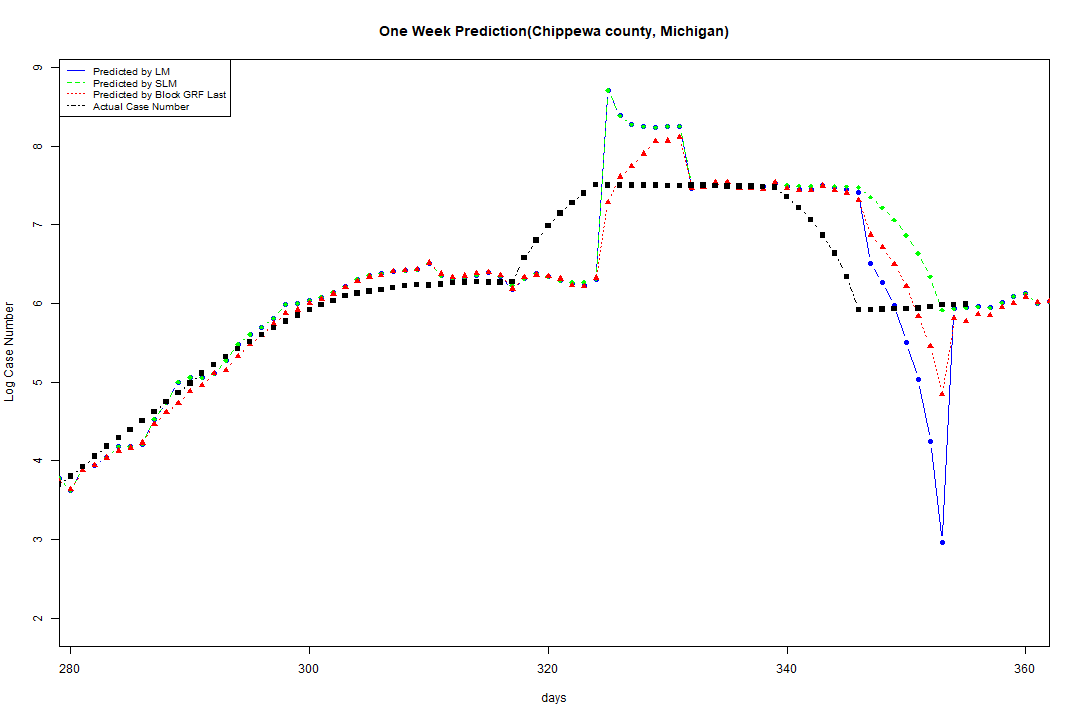 One Week Prediction(Chippewa county, Michigan)
Predicted by LM
Predicted by SLM
Predicted by Block GRF Last
Actual Case Number
Log Case Number
9
8
7
6
5
4
3
2
280 300 320 340 360
days